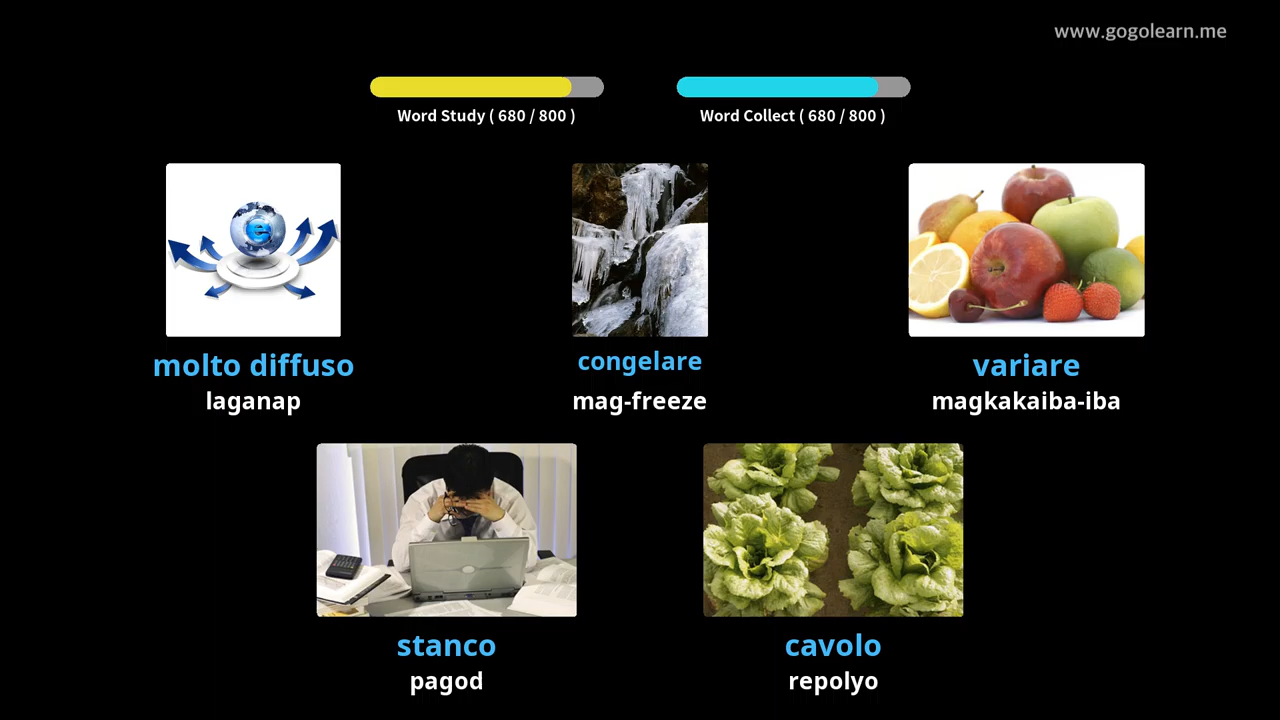 www.gogolearn.me
Word Study ( 680 / 800 )
Word Collect ( 680 / 800 )
molto diffuso
laganap
congelare
mag-freeze
variare
magkakaiba-iba
stanco
pagod
cavolo
repolyo